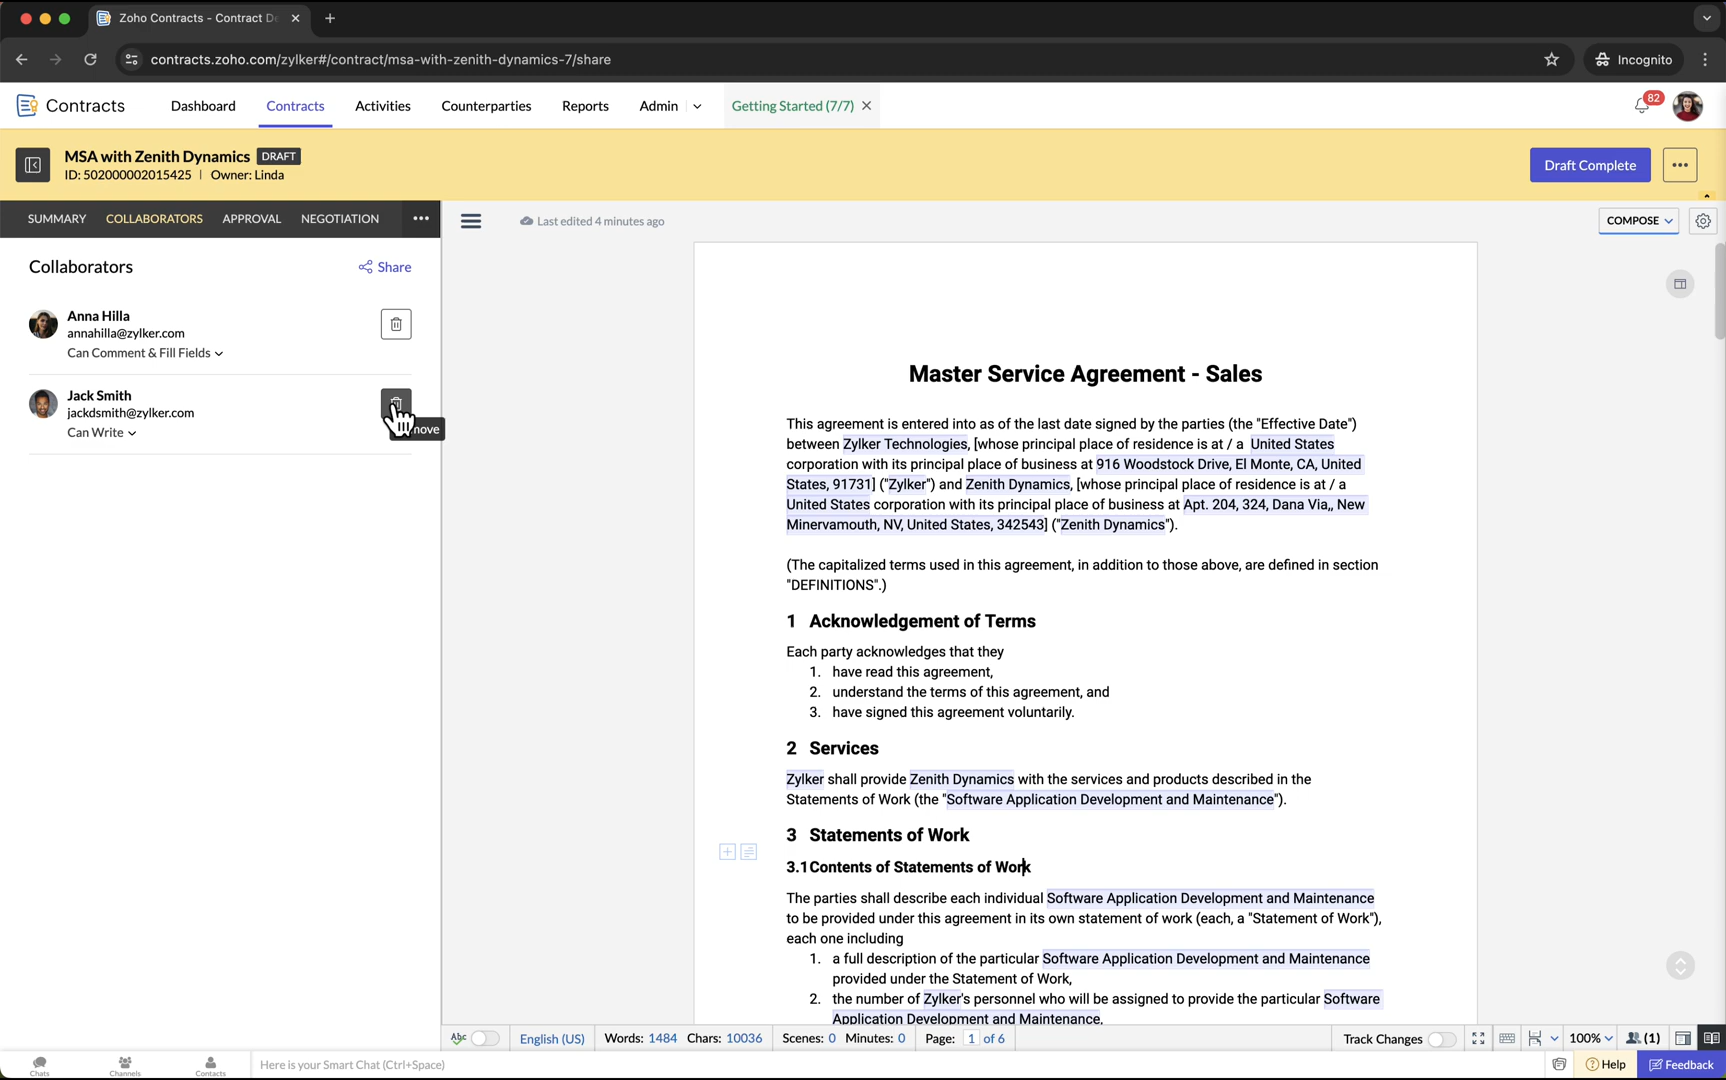 Zoho Contracts - Contract De
contracts.zoho.com/zylker#/contract/msa-with-zenith-dynamics-7/share
Incognito
Contracts
Dashboard
Contracts
Activities
Counterparties
Reports
Admin
Getting Started (7/7)
82
MSA with Zenith Dynamics DRAFT
ID: 502000002015425 | Owner: Linda
Draft Complete
SUMMARY
COLLABORATORS
APPROVAL
NEGOTIATION
Last edited 4 minutes ago
COMPOSE
Collaborators
Share
Anna Hilla
annahilla@zylker.com
Can Comment & Fill Fields
Jack Smith
jackdsmith@zylker.com
Can Write
Master Service Agreement - Sales
This agreement is entered into as of the last date signed by the parties (the "Effective Date")
between Zylker Technologies, [whose principal place of residence is at / a United States
corporation with its principal place of business at 916 Woodstock Drive, El Monte, CA, United
States, 91731] ("Zylker") and Zenith Dynamics, [whose principal place of residence is at / a
United States corporation with its principal place of business at Apt. 204, 324, Dana Via,, New
Minervamouth, NV, United States, 342543] ("Zenith Dynamics").
(The capitalized terms used in this agreement, in addition to those above, are defined in section
"DEFINITIONS".)
1 Acknowledgement of Terms
Each party acknowledges that they
1. have read this agreement,
2. understand the terms of this agreement, and
3. have signed this agreement voluntarily.
2 Services
Zylker shall provide Zenith Dynamics with the services and products described in the
Statements of Work (the "Software Application Development and Maintenance").
3 Statements of Work
3.1Contents of Statements of Work
The parties shall describe each individual Software Application Development and Maintenance
to be provided under this agreement in its own statement of work (each, a "Statement of Work"),
each one including
1. a full description of the particular Software Application Development and Maintenance
provided under the Statement of Work,
2. the number of Zylker's personnel who will be assigned to provide the particular Software
Application Development and Maintenance,
Abc
English (US)
Words: 1484 Chars: 10036
Scenes: 0 Minutes: 0
Page: 1 of 6
Track Changes
100%
(1)
Chats
Channels
Contacts
Here is your Smart Chat (Ctrl+Space)
Help
Feedback